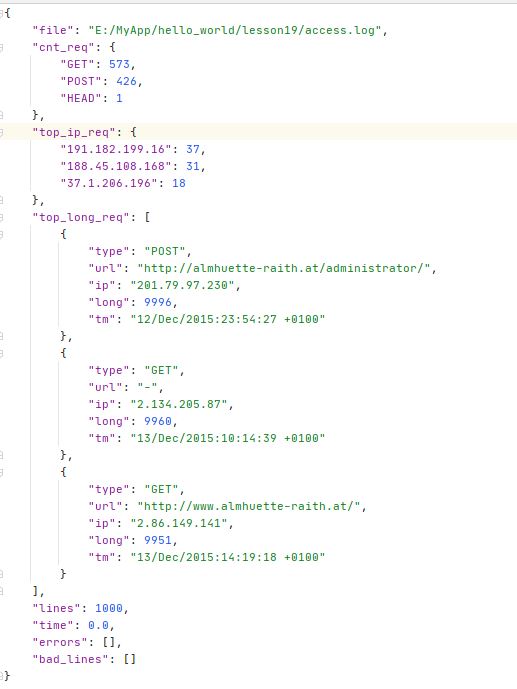 {
    "file": "E:/MyApp/hello_world/lesson19/access.log",
    "cnt_req": {
        "GET": 573,
        "POST": 426,
        "HEAD": 1
    },
    "top_ip_req": {
        "191.182.199.16": 37,
        "188.45.108.168": 31,
        "37.1.206.196": 18
    },
    "top_long_req": [
        {
            "type": "POST",
            "url": "http://almhuette-raith.at/administrator/",
            "ip": "201.79.97.230",
            "long": 9996,
            "tm": "12/Dec/2015:23:54:27 +0100"
        },
        {
            "type": "GET",
            "url": "-",
            "ip": "2.134.205.87",
            "long": 9960,
            "tm": "13/Dec/2015:10:14:39 +0100"
        },
        {
            "type": "GET",
            "url": "http://www.almhuette-raith.at/",
            "ip": "2.86.149.141",
            "long": 9951,
            "tm": "13/Dec/2015:14:19:18 +0100"
        }
    ],
    "lines": 1000,
    "time": 0.0,
    "errors": [],
    "bad_lines": []
}